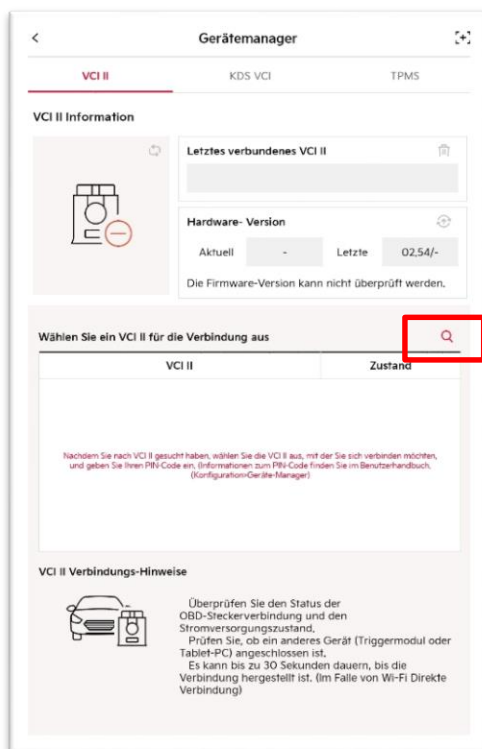 Gerätemanager
VCI II KDS VCI TPMS
VCI II Information
Letztes verbundenes VCI II
Hardware- Version
Aktuell - Letzte 02,54/-
Die Firmware-Version kann nicht überprüft werden,
Wählen Sie ein VCI II für die Verbindung aus
VCI II Zustand
Nachdem Sie nach VCI II gesucht haben, wählen Sie die VCI II aus, mit der Sie sich verbinden möchten,
und geben Sie Ihren PIN-Code ein, (Informationen zum PIN-Code finden Sie im Benutzerhandbuch,
(Konfiguration>Geräte-Manager)
VCI II Verbindungs-Hinweise
Überprüfen Sie den Status der
OBD-Steckerverbindung und den
Stromversorgungszustand,
Prüfen Sie, ob ein anderes Gerät (Triggermodul oder
Tablet-PC) angeschlossen ist,
Es kann bis zu 30 Sekunden dauern, bis die
Verbindung hergestellt ist. (Im Falle von Wi-Fi Direkte
Verbindung)